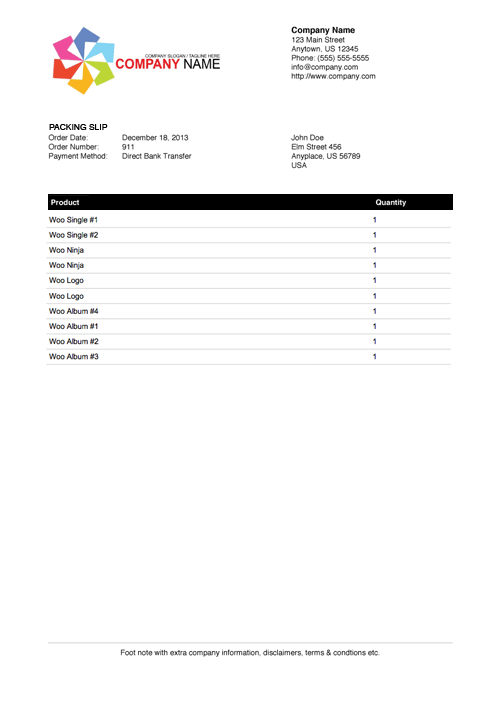 Company Name
123 Main Street
Anytown, US 12345
Phone: (555) 555-5555
info@company.com
http://www.company.com
COMPANY SLOGAN / TAGLINE HERE
COMPANY NAME
PACKING SLIP
Order Date: December 18, 2013
Order Number: 911
Payment Method: Direct Bank Transfer
John Doe
Elm Street 456
Anyplace, US 56789
USA
Product Quantity
Woo Single #1 1
Woo Single #2 1
Woo Ninja 1
Woo Ninja 1
Woo Logo 1
Woo Logo 1
Woo Album #4 1
Woo Album #1 1
Woo Album #2 1
Woo Album #3 1
Foot note with extra company information, disclaimers, terms & condtions etc.